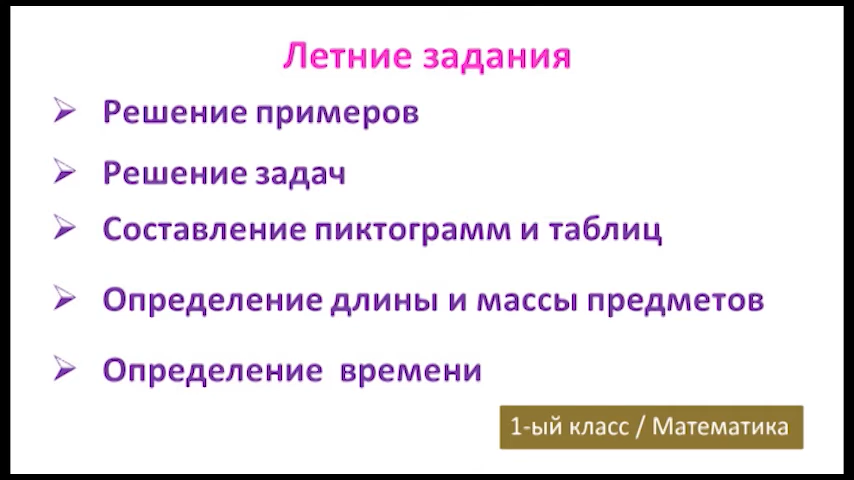 Летние задания
Решение примеров
Решение задач
Составление пиктограмм и таблиц
Определение длины и массы предметов
Определение времени
1-ый класс / Математика